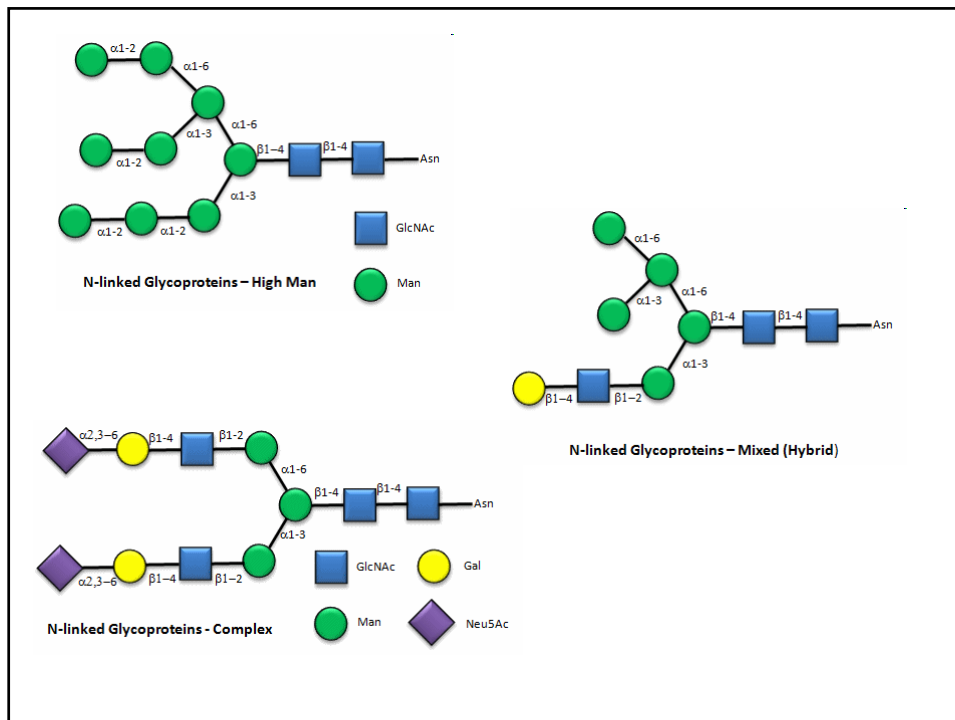 α1-2
α1-6
α1-3
α1-2
α1-6
β1–4
β1-4
Asn
α1-3
α1-2
α1-2
GlcNAc
Man
N-linked Glycoproteins – High Man
α1-6
α1-3
α1-6
β1-4
β1-4
Asn
α1-3
β1–4
β1–2
N-linked Glycoproteins – Mixed (Hybrid)
α2,3–6
β1-4
β1-2
α1-6
β1-4
β1-4
Asn
α1-3
α2,3–6
β1–4
β1–2
GlcNAc
Gal
Man
Neu5Ac
N-linked Glycoproteins - Complex